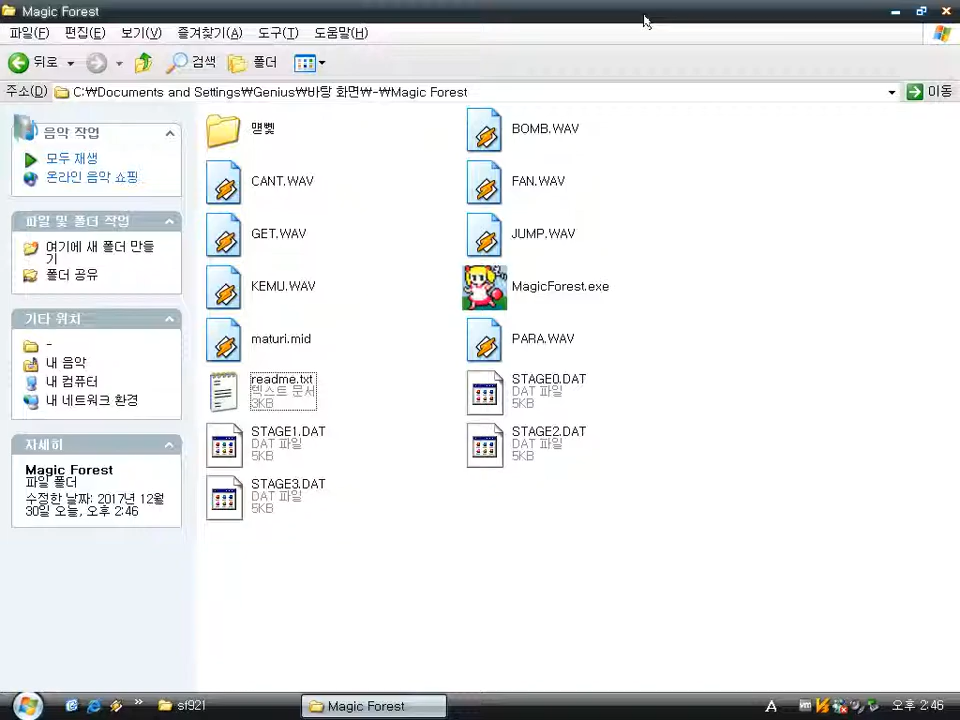 Magic Forest
파일(F) 편집(E) 보기(V) 즐겨찾기(A) 도구(T) 도움말(H)
뒤로 검색 폴더
주소(D) C:₩Documents and Settings₩Genius₩바탕 화면₩-₩Magic Forest 이동
음악 작업
모두 재생
온라인 음악 쇼핑
파일 및 폴더 작업
여기에 새 폴더 만들
기
폴더 공유
기타 위치
-
내 음악
내 컴퓨터
내 네트워크 환경
자세히
Magic Forest
파일 폴더
수정한 날짜: 2017년 12월
30일 오늘, 오후 2:46
BOMB.WAV
CANT.WAV
FAN.WAV
GET.WAV
JUMP.WAV
KEMU.WAV
MagicForest.exe
maturi.mid
PARA.WAV
readme.txt
텍스트 문서
3KB
STAGE0.DAT
DAT 파일
5KB
STAGE1.DAT
DAT 파일
5KB
STAGE2.DAT
DAT 파일
5KB
STAGE3.DAT
DAT 파일
5KB
» st921 Magic Forest A 오후 2:46